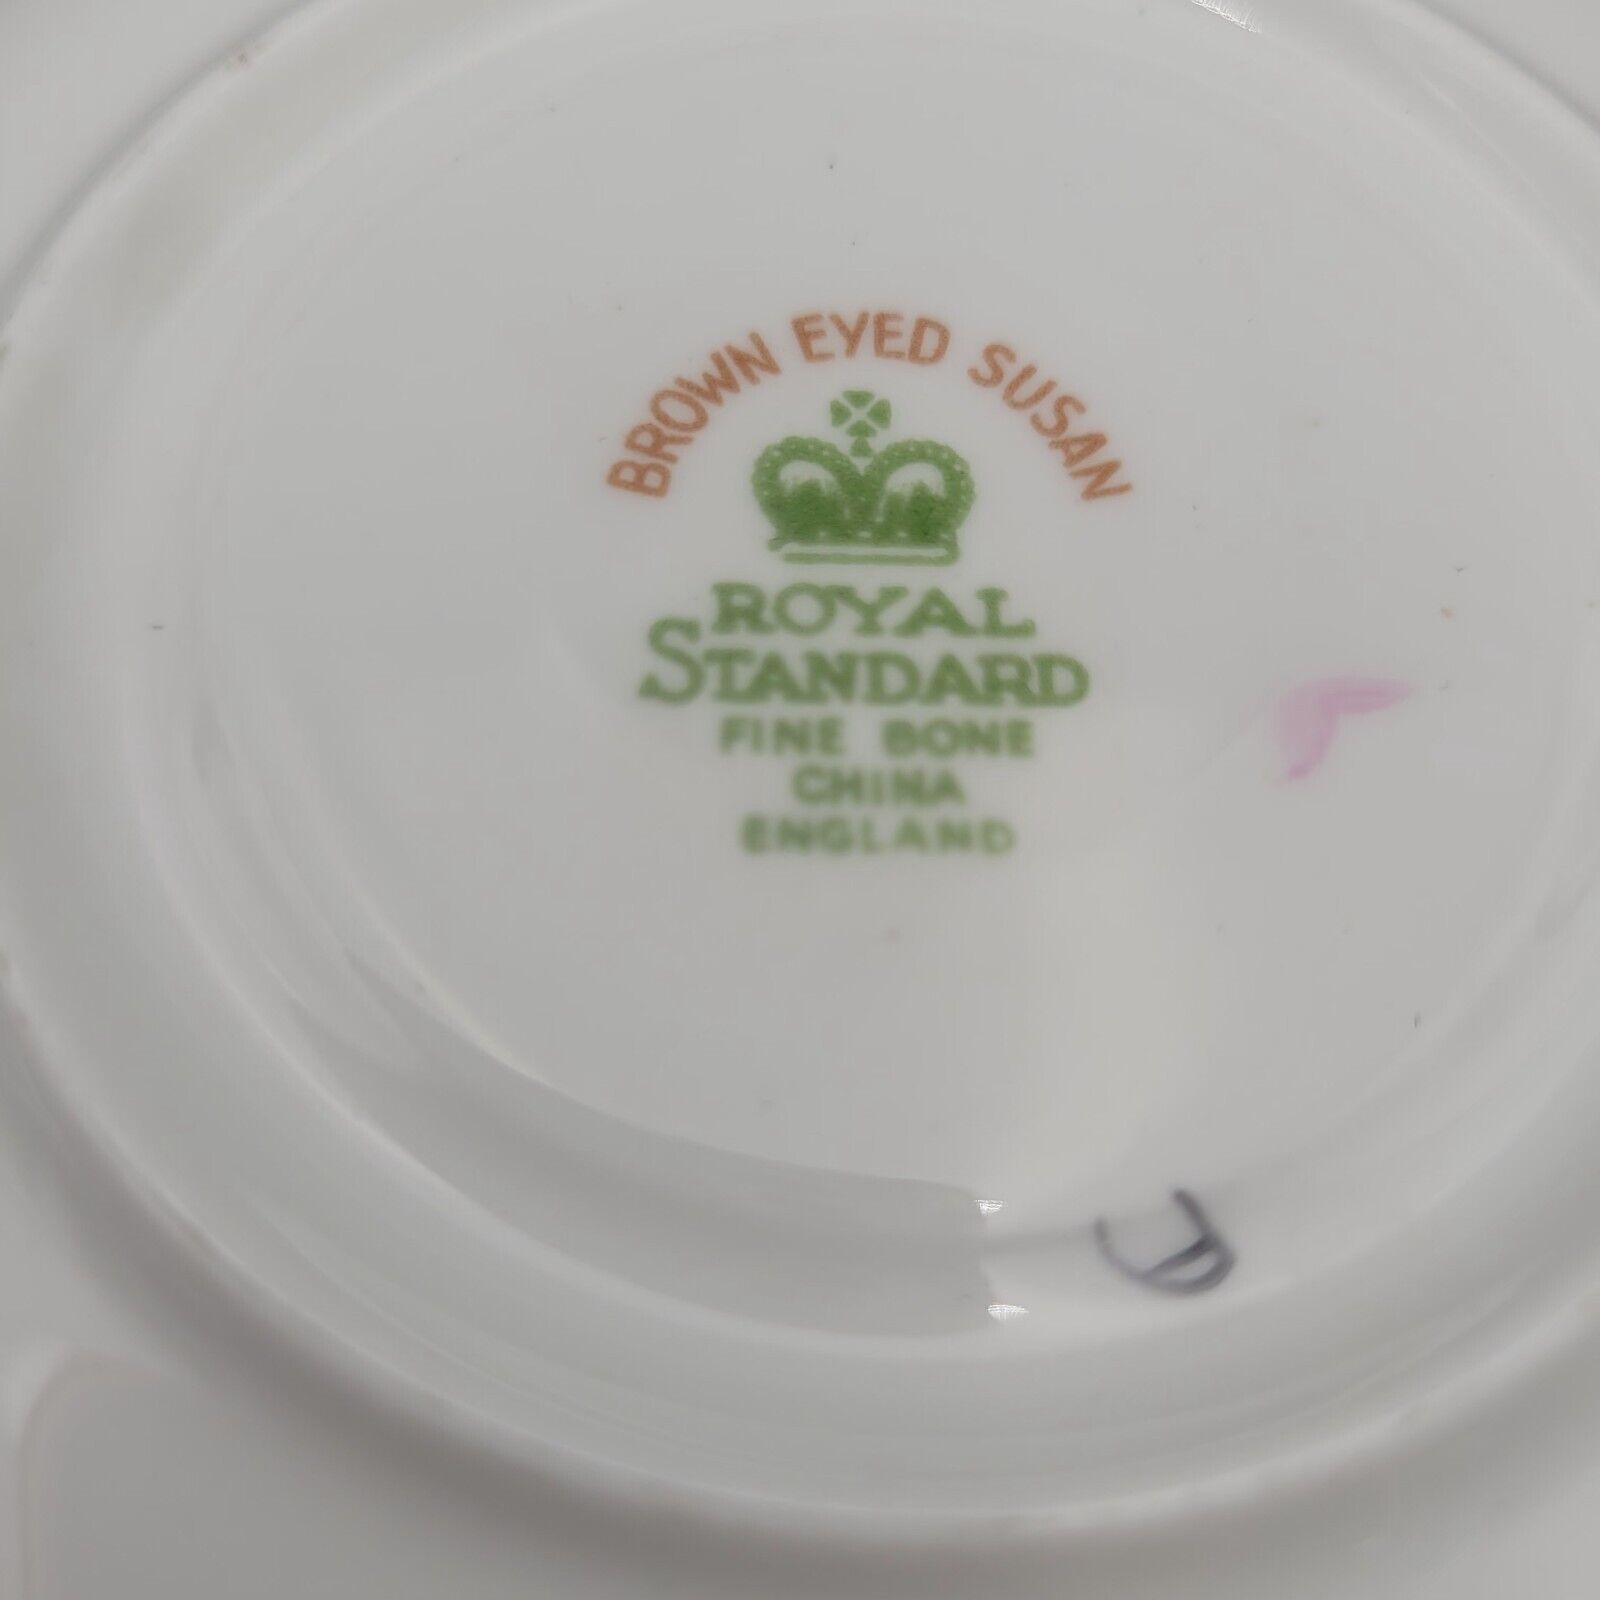 BROWN EYED SUSAN
ROYAL
STANDARD
FINE BONE
CHINA
ENGLAND